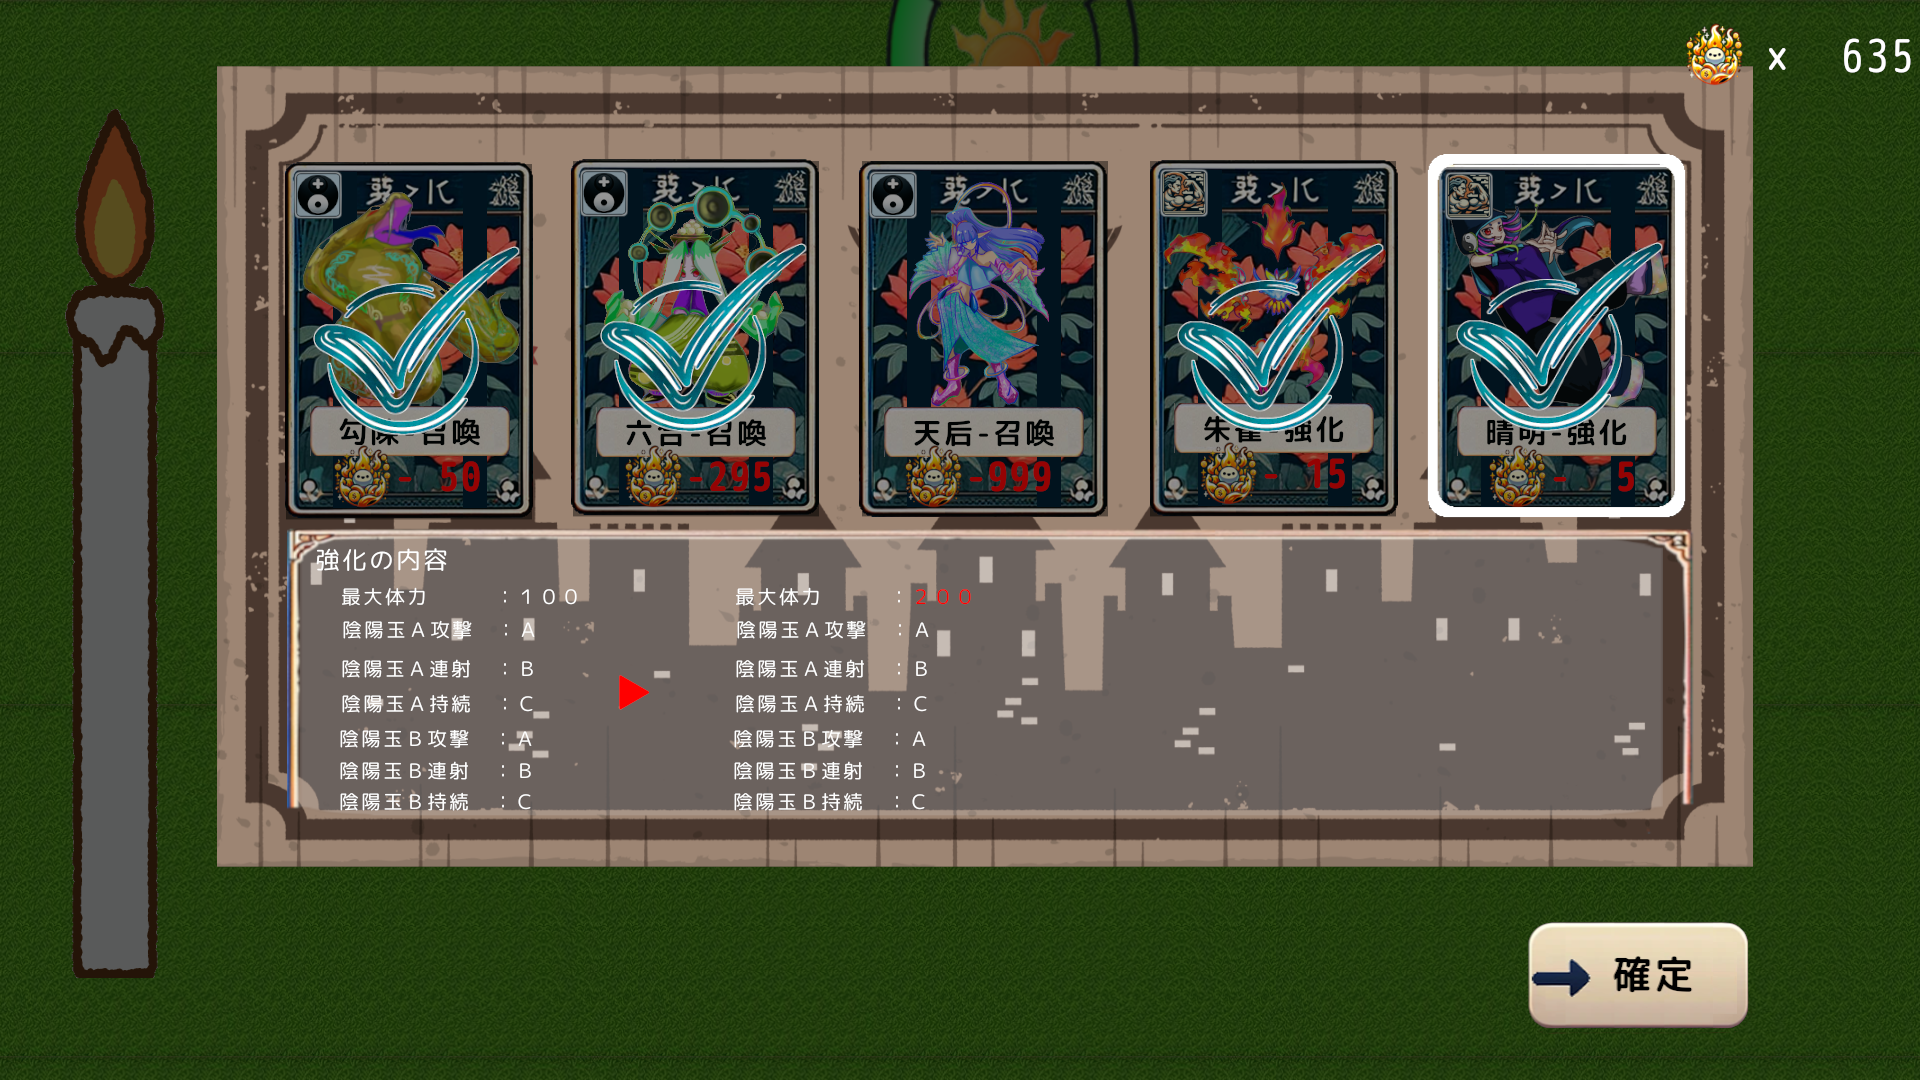 x 635
勾陳-召喚
六合-召喚
天后-召喚
朱雀-強化
晴明-強化
- 50
-295
-999
- 15
- 5
強化の内容
最大体力 : 100
陰陽玉A攻撃 : A
陰陽玉A連射 : B
陰陽玉A持続 : C
陰陽玉B攻撃 : A
陰陽玉B連射 : B
陰陽玉B持続 : C
最大体力 : 200
陰陽玉A攻撃 : A
陰陽玉A連射 : B
陰陽玉A持続 : C
陰陽玉B攻撃 : A
陰陽玉B連射 : B
陰陽玉B持続 : C
確定